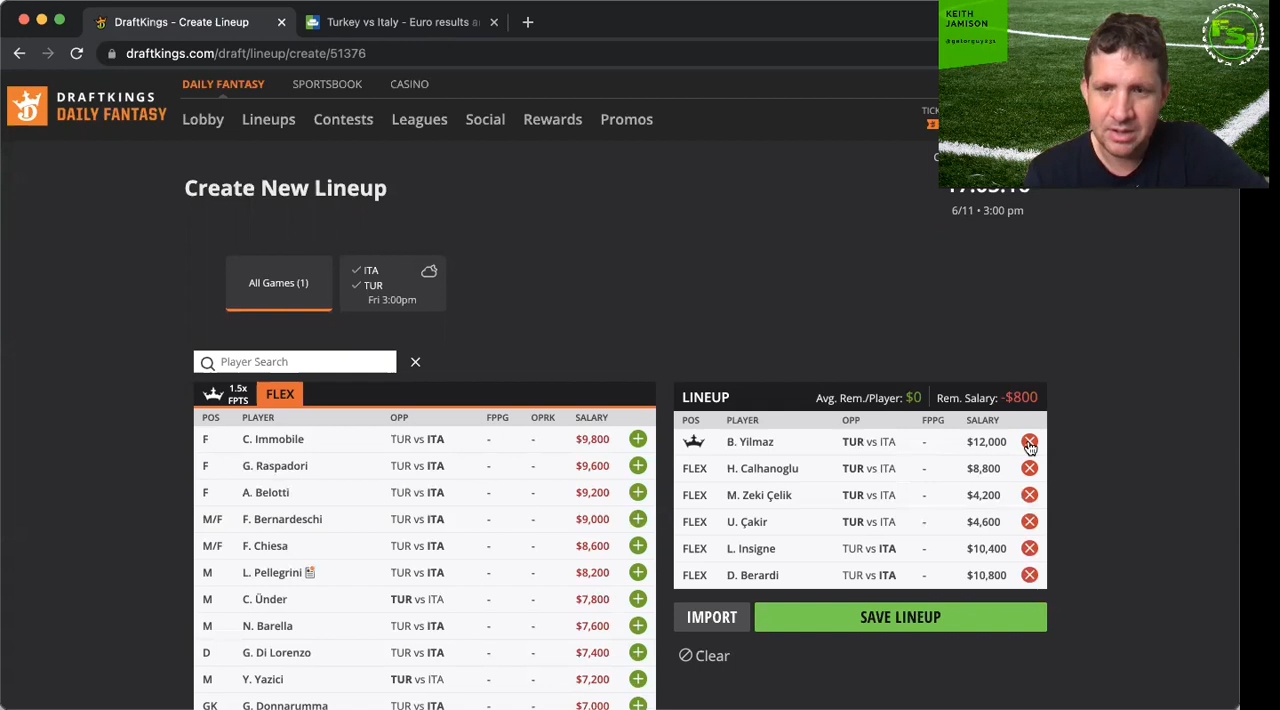 DraftKings - Create Lineup
Turkey vs Italy - Euro results a
draftkings.com/draft/lineup/create/51376
KEITH
JAMISON
FSI
DRAFTKINGS
DAILY FANTASY
DAILY FANTASY SPORTSBOOK CASINO
Lobby Lineups Contests Leagues Social Rewards Promos
TIC
Create New Lineup
6/11 • 3:00 pm
All Games (1)
ITA
TUR
Fri 3:00pm
Player Search
1.5x
FPTS
FLEX
POS PLAYER OPP FPPG OPRK SALARY
F C. Immobile TUR vs ITA - - $9,800
F G. Raspadori TUR vs ITA - - $9,600
F A. Belotti TUR vs ITA - - $9,200
M/F F. Bernardeschi TUR vs ITA - - $9,000
M/F F. Chiesa TUR vs ITA - - $8,600
M L. Pellegrini TUR vs ITA - - $8,200
M C. Ünder TUR vs ITA - - $7,800
M N. Barella TUR vs ITA - - $7,600
D G. Di Lorenzo TUR vs ITA - - $7,400
M Y. Yazici TUR vs ITA - - $7,200
GK G. Donnarumma TUR vs ITA - - $7,000
LINEUP Avg. Rem./Player: $0 Rem. Salary: -$800
POS PLAYER OPP FPPG SALARY
B. Yilmaz TUR vs ITA - $12,000
FLEX H. Calhanoglu TUR vs ITA - $8,800
FLEX M. Zeki Çelik TUR vs ITA - $4,200
FLEX U. Çakir TUR vs ITA - $4,600
FLEX L. Insigne TUR vs ITA - $10,400
FLEX D. Berardi TUR vs ITA - $10,800
IMPORT SAVE LINEUP
Clear